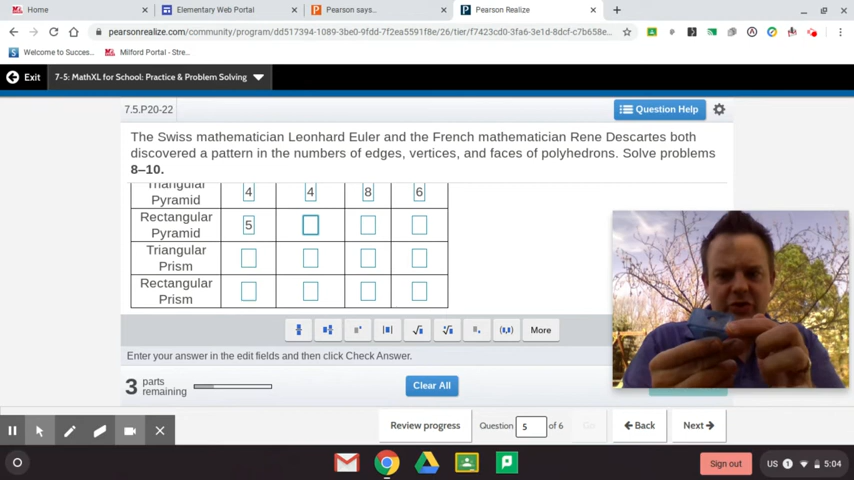 Home
Elementary Web Portal
Pearson says..
Pearson Realize
pearsonrealize.com/community/program/dd517394-1089-3be0-9fdd-7f2ea5591f8e/26/tier/f7423cd0-3fa6-3e1d-8dcf-c7b658e...
Welcome to Succes...
Milford Portal - Stre...
Exit
7-5: MathXL for School: Practice & Problem Solving
7.5.P20-22
Question Help
The Swiss mathematician Leonhard Euler and the French mathematician Rene Descartes both
discovered a pattern in the numbers of edges, vertices, and faces of polyhedrons. Solve problems
8–10.
Triangular
Pyramid 4 4 8 6
Rectangular
Pyramid 5
Triangular
Prism
Rectangular
Prism
More
Enter your answer in the edit fields and then click Check Answer.
3 parts
remaining
Clear All
Review progress
Question 5 of 6
Go
Back
Next
Sign out
US 1 5:04